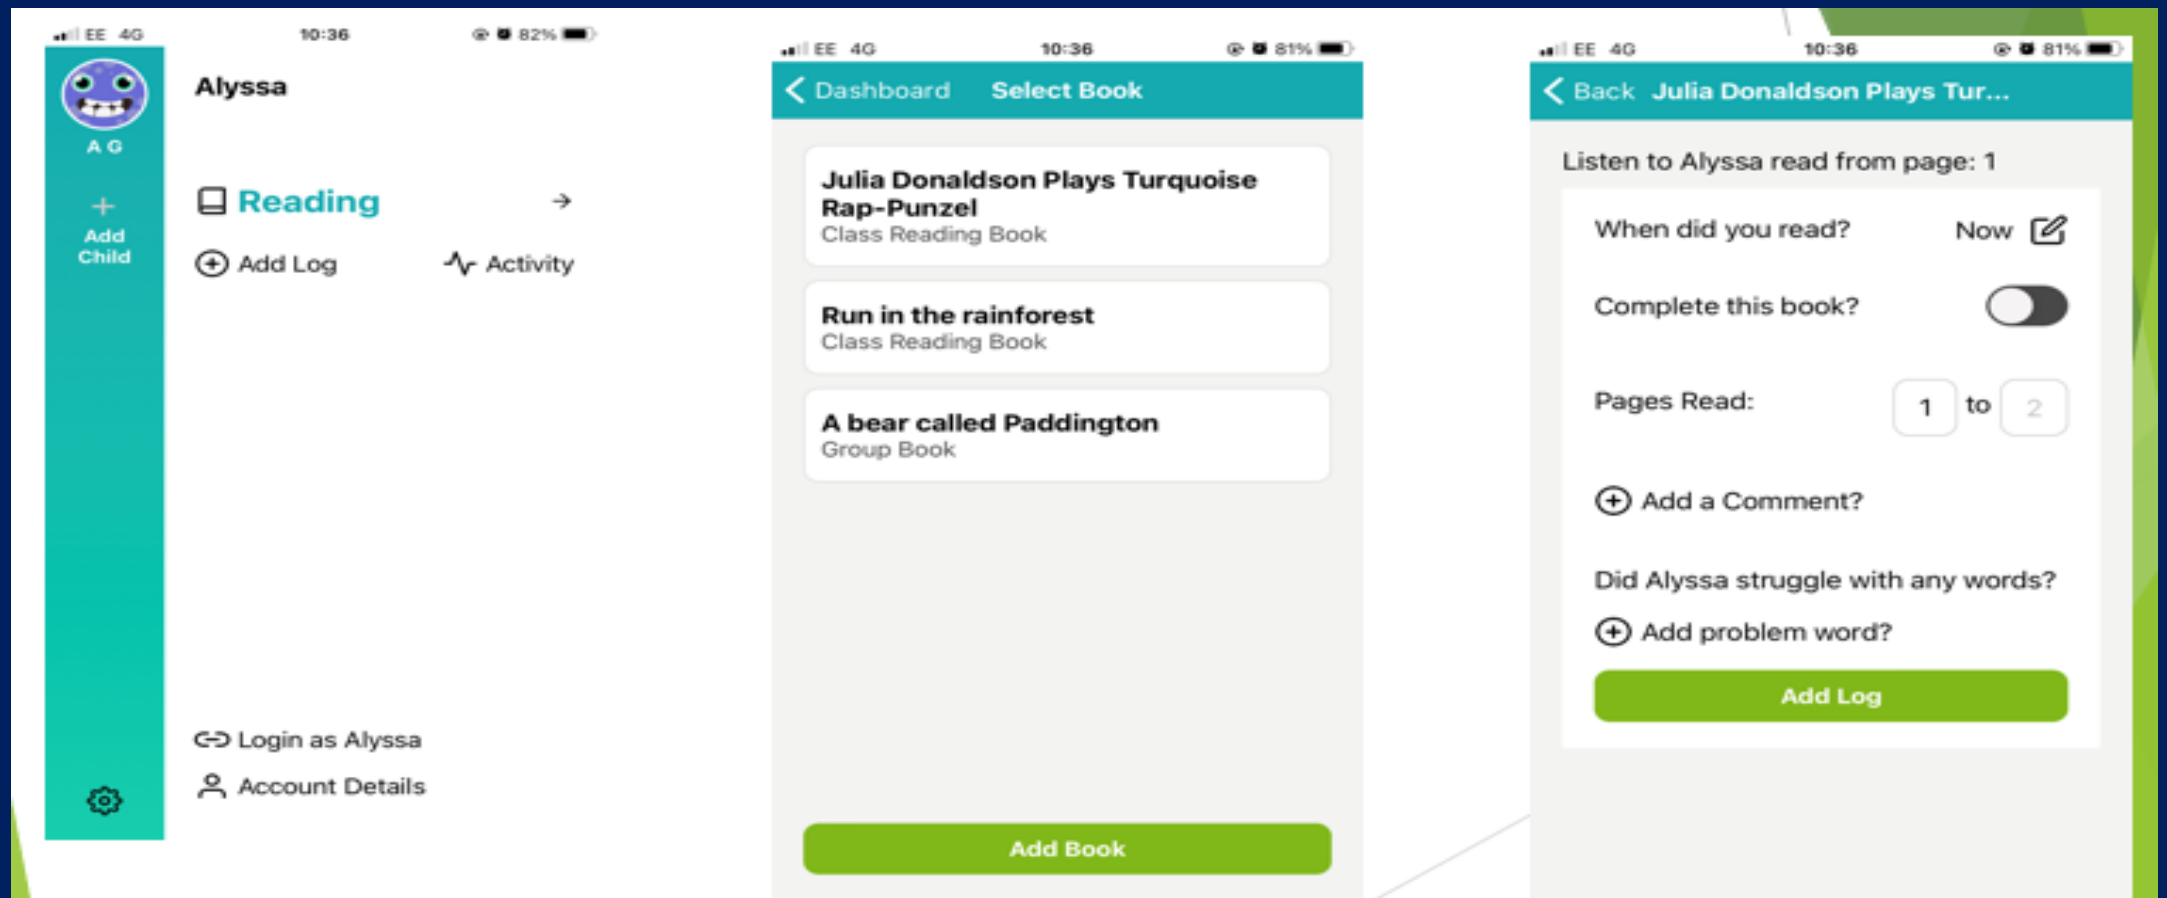 EE 4G 10:36 82%
Alyssa
A G
Reading
+
Add
Child
Add Log
Activity
Login as Alyssa
Account Details
EE 4G 10:36 81%
Dashboard Select Book
Julia Donaldson Plays Turquoise
Rap-Punzel
Class Reading Book
Run in the rainforest
Class Reading Book
A bear called Paddington
Group Book
Add Book
EE 4G 10:36 81%
Back Julia Donaldson Plays Tur...
Listen to Alyssa read from page: 1
When did you read? Now
Complete this book?
Pages Read: 1 to 2
Add a Comment?
Did Alyssa struggle with any words?
Add problem word?
Add Log